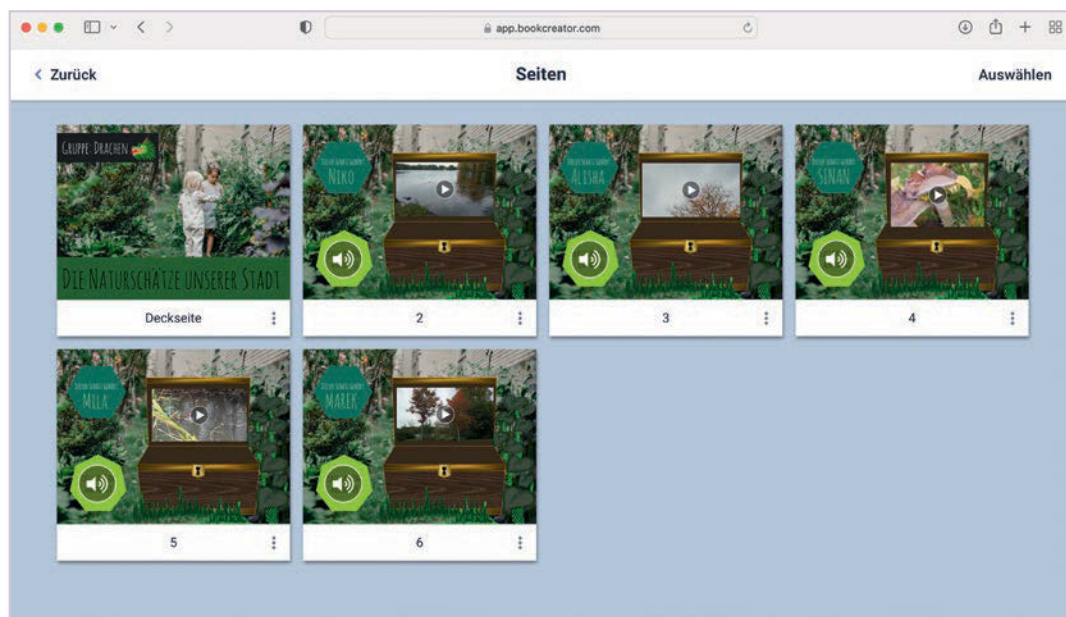 app.bookcreator.com
Zurück
Seiten
Auswählen
GRUPPE DRACHEN
DIE NATURSCHÄTZE UNSERER STADT
Deckseite
NIKO
2
ALISHA
3
SINAN
4
MILA
5
MAREK
6